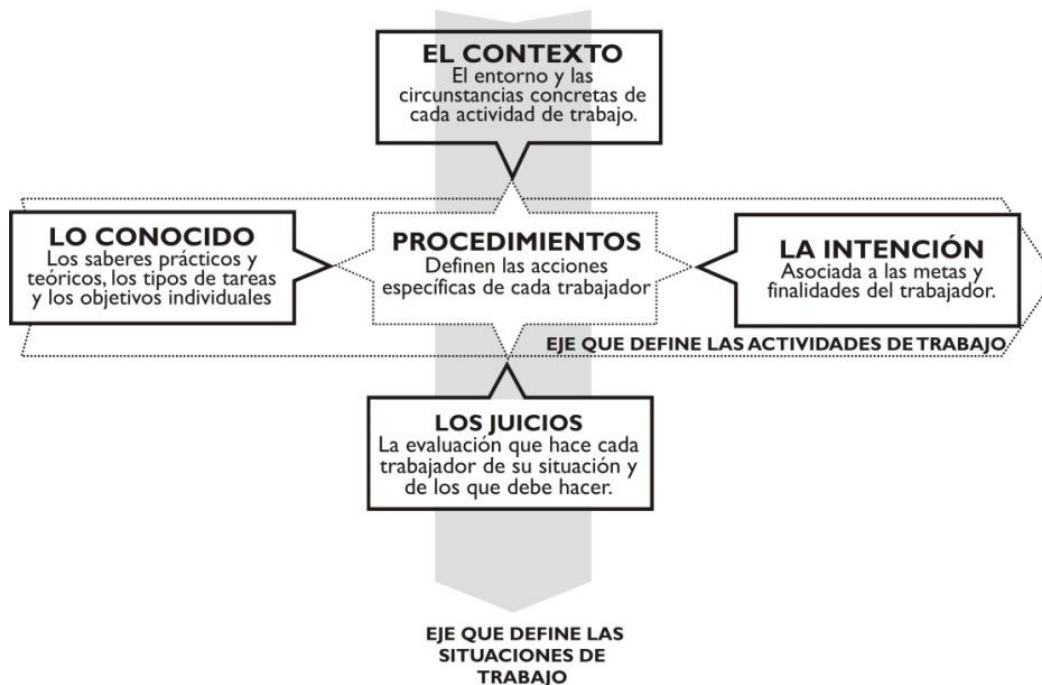 EL CONTEXTO
El entorno y las
circunstancias concretas de
cada actividad de trabajo.
LO CONOCIDO
Los saberes prácticos y
teóricos, los tipos de tareas
y los objetivos individuales
PROCEDIMIENTOS
Definen las acciones
específicas de cada trabajador
LA INTENCIÓN
Asociada a las metas y
finalidades del trabajador.
EJE QUE DEFINE LAS ACTIVIDADES DE TRABAJO
LOS JUICIOS
La evaluación que hace cada
trabajador de su situación y
de los que debe hacer.
EJE QUE DEFINE LAS
SITUACIONES DE
TRABAJO